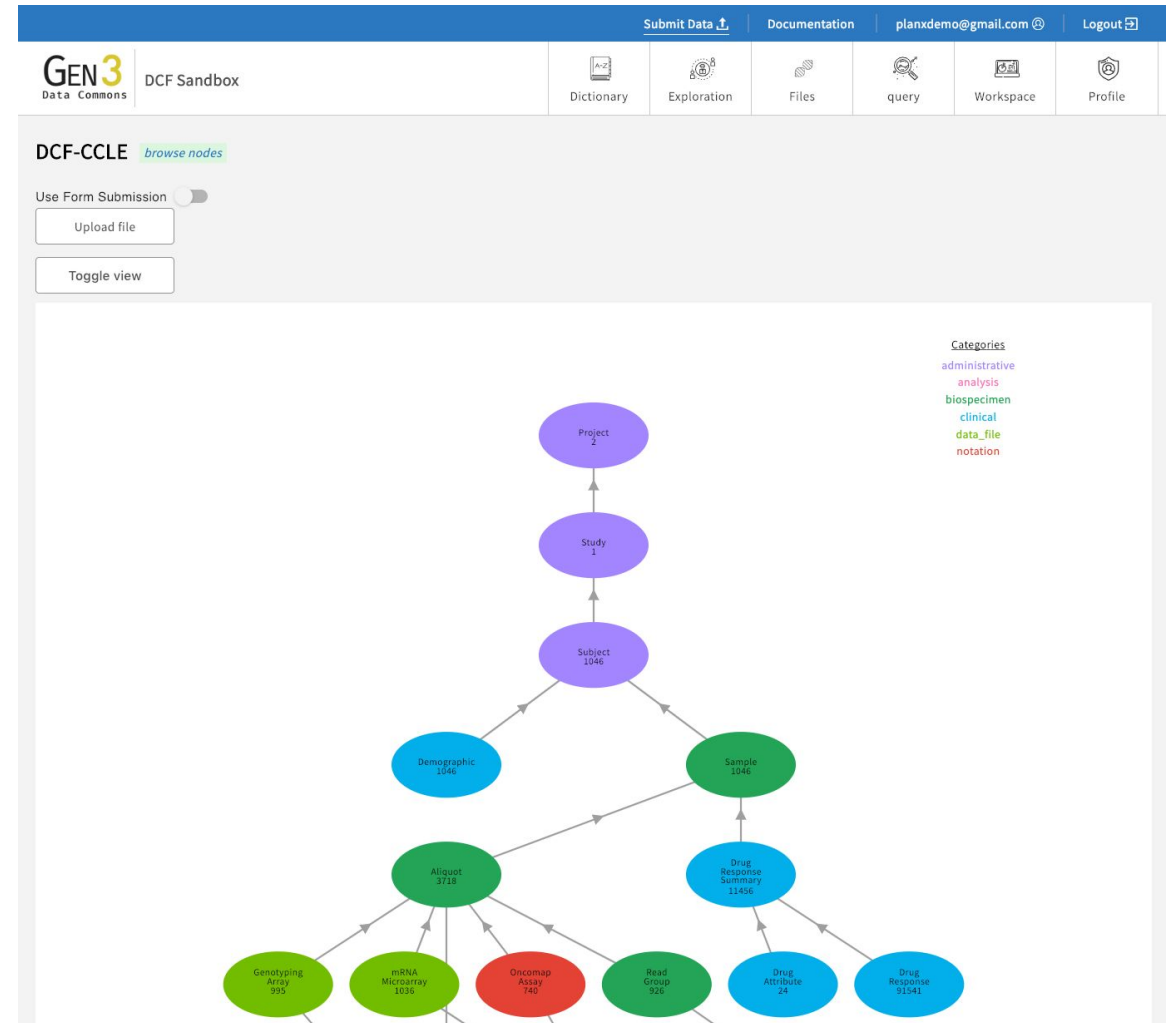 Submit Data
Documentation
planxdemo@gmail.com
Logout
GEN3
Data Commons
DCF Sandbox
A-Z
Dictionary
Exploration
Files
query
Workspace
Profile
DCF-CCLE
browse nodes
Use Form Submission
Upload file
Toggle view
Categories
administrative
analysis
biospecimen
clinical
data_file
notation
Project
2
Study
1
Subject
1046
Demographic
1046
Sample
1046
Aliquot
3718
Drug
Response
Summary
11456
Genotyping
Array
995
mRNA
Microarray
1036
Oncomap
Assay
740
Read
Group
926
Drug
Attribute
24
Drug
Response
91541